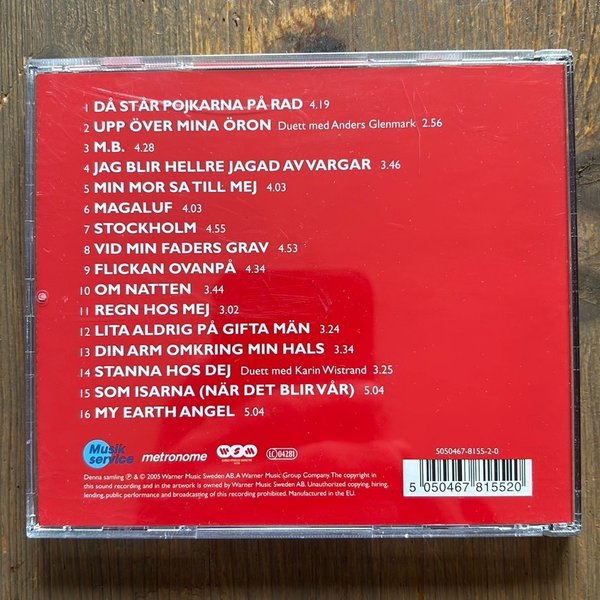 1 DÅ STÅR POJKARNA PÅ RAD 4.19
2 UPP ÖVER MINA ÖRON Duett med Anders Glenmark 2.56
3 M.B. 4.28
4 JAG BLIR HELLRE JAGAD AV VARGAR 3.46
5 MIN MOR SA TILL MEJ 4.03
6 MAGALUF 4.03
7 STOCKHOLM 4.55
8 VID MIN FADERS GRAV 4.53
9 FLICKAN OVANPÅ 4.34
10 OM NATTEN 3.44
11 REGN HOS MEJ 3.02
12 LITA ALDRIG PÅ GIFTA MÄN 3.24
13 DIN ARM OMKRING MIN HALS 3.34
14 STANNA HOS DEJ Duett med Karin Wistrand 3.25
15 SOM ISARNA (NÄR DET BLIR VÅR) 5.04
16 MY EARTH ANGEL 5.04
Musik service
metronome
WSM
LC 04281
5050467-8155-2-0
5 050467 815520
Denna samling ℗ & © 2005 Warner Music Sweden AB. A Warner Music Group Company. The copyright in
this sound recording and in the artwork is owned by Warner Music Sweden AB. Unauthorized copying, hiring,
lending, public performance and broadcasting of this recording prohibited. Manufactured in the EU.